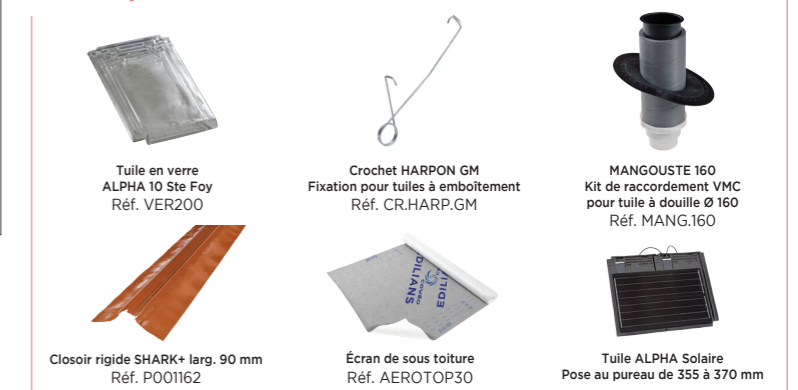 Tuile en verre
ALPHA 10 Ste Foy
Réf. VER200
Crochet HARPON GM
Fixation pour tuiles à emboîtement
Réf. CR.HARP.GM
MANGOUSTE 160
Kit de raccordement VMC
pour tuile à douille Ø 160
Réf. MANG.160
EDILIANS
EDILI
Closoir rigide SHARK+ larg. 90 mm
Réf. P001162
Écran de sous toiture
Réf. AEROTOP30
Tuile ALPHA Solaire
Pose au pureau de 355 à 370 mm